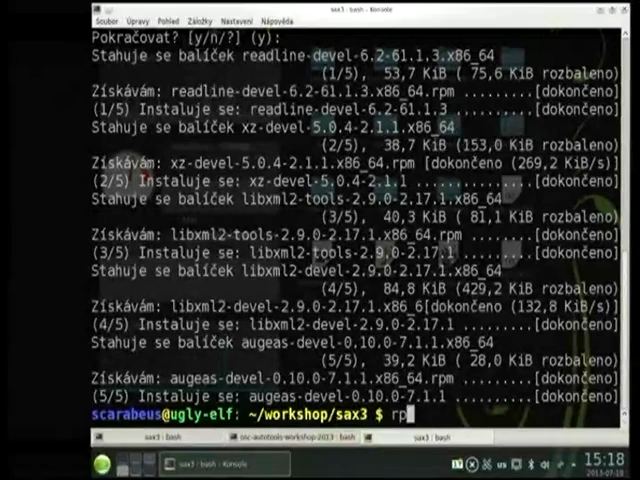 sax3 : bash - Konsole
Soubor Úpravy Pohled Záložky Nastavení Nápověda
Pokračovat? [y/n/?] (y):
Stahuje se balíček readline-devel-6.2-61.1.3.x86_64
(1/5), 53,7 KiB ( 75,6 KiB rozbaleno)
Získávám: readline-devel-6.2-61.1.3.x86_64.rpm .........[dokončeno]
(1/5) Instaluje se: readline-devel-6.2-61.1.3 ..........[dokončeno]
Stahuje se balíček xz-devel-5.0.4-2.1.1.x86_64
(2/5), 38,7 KiB (153,0 KiB rozbaleno)
Získávám: xz-devel-5.0.4-2.1.1.x86_64.rpm [dokončeno (269,2 KiB/s)]
(2/5) Instaluje se: xz-devel-5.0.4-2.1.1 ...............[dokončeno]
Stahuje se balíček libxml2-tools-2.9.0-2.17.1.x86_64
(3/5), 40,3 KiB ( 81,1 KiB rozbaleno)
Získávám: libxml2-tools-2.9.0-2.17.1.x86_64.rpm ........[dokončeno]
(3/5) Instaluje se: libxml2-tools-2.9.0-2.17.1 .........[dokončeno]
Stahuje se balíček libxml2-devel-2.9.0-2.17.1.x86_64
(4/5), 84,8 KiB (429,2 KiB rozbaleno)
Získávám: libxml2-devel-2.9.0-2.17.1.x86_6[dokončeno (132,8 KiB/s)]
(4/5) Instaluje se: libxml2-devel-2.9.0-2.17.1 .........[dokončeno]
Stahuje se balíček augeas-devel-0.10.0-7.1.1.x86_64
(5/5), 39,2 KiB ( 28,0 KiB rozbaleno)
Získávám: augeas-devel-0.10.0-7.1.1.x86_64.rpm .........[dokončeno]
(5/5) Instaluje se: augeas-devel-0.10.0-7.1.1 ..........[dokončeno]
scarabeus@ugly-elf: ~/workshop/sax3 $ rp
sax3 : bash osc-autotools-workshop-2013 : bash sax3 : bash
sax3 : bash - Konsole us 15:18
2013-07-18